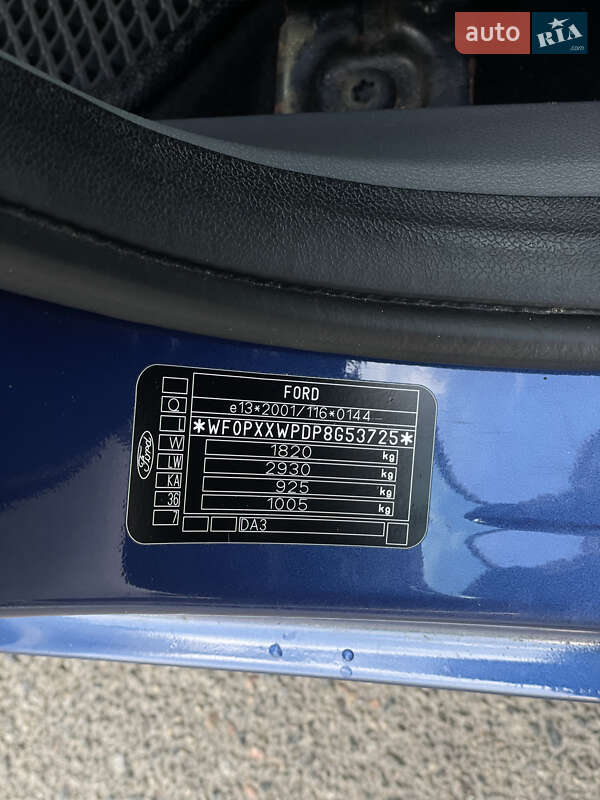 auto RIA
.com
FORD
e13*2001/116*0144
*WF0PXXWPDP8G53725*
1820 kg
2930 kg
925 kg
1005 kg
Q
I
W
LW
KA
36
7
DA3
Ford